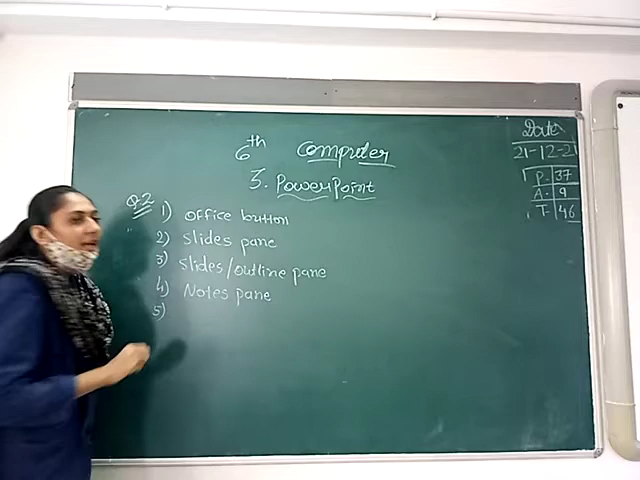 6th Computer
3. PowerPoint
Date
21-12-21
P. 37
A. 9
T. 46
Q.2
1) office button
2) Slides pane
3) Slides/outline pane
4) Notes pane
5)